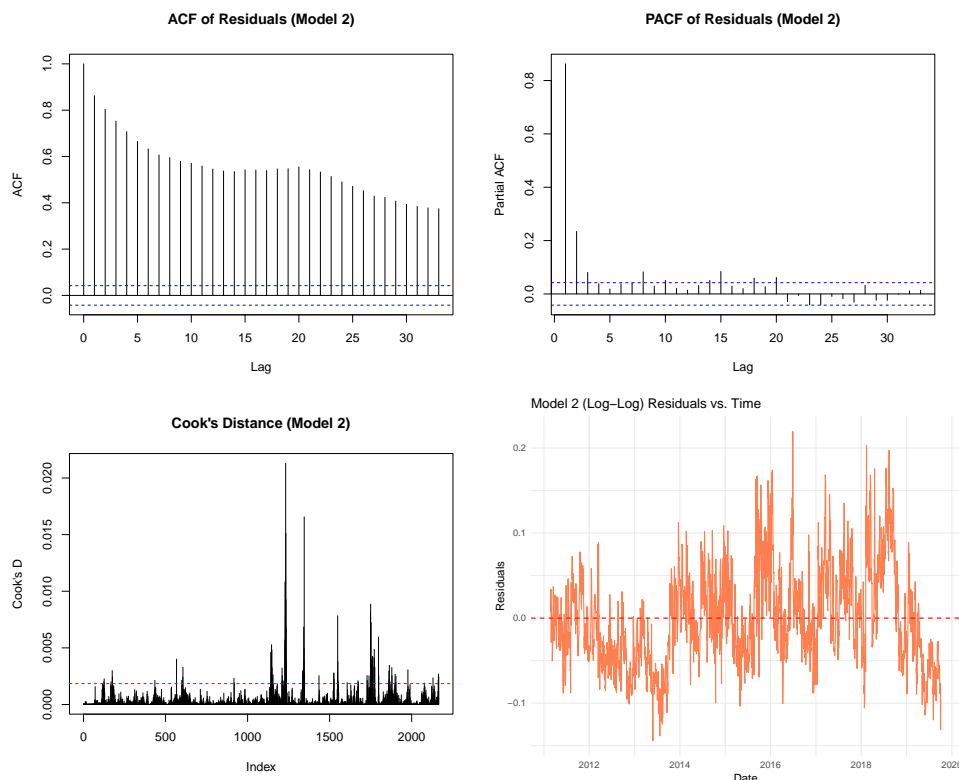 ACF of Residuals (Model 2)
ACF
0.0 0.2 0.4 0.6 0.8 1.0
0 5 10 15 20 25 30
Lag
PACF of Residuals (Model 2)
Partial ACF
0.0 0.2 0.4 0.6 0.8
0 5 10 15 20 25 30
Lag
Cook's Distance (Model 2)
Cook's D
0.000 0.005 0.010 0.015 0.020
0 500 1000 1500 2000
Index
Model 2 (Log–Log) Residuals vs. Time
Residuals
0.2
0.1
0.0
−0.1
2012 2014 2016 2018 2020
Date